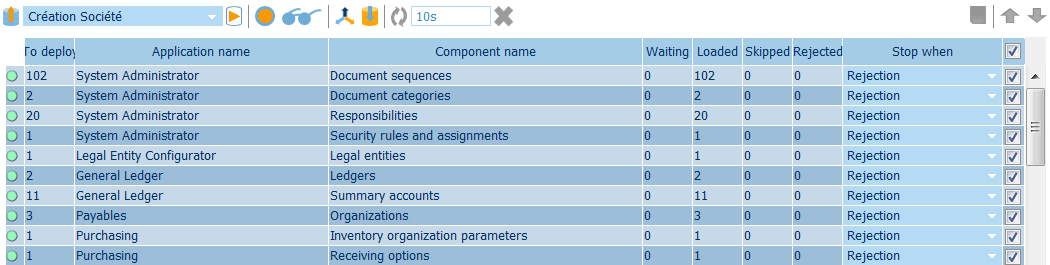 Création Société 10s
To deploy Application name Component name Waiting Loaded Skipped Rejected Stop when
102 System Administrator Document sequences 0 102 0 0 Rejection
2 System Administrator Document categories 0 2 0 0 Rejection
20 System Administrator Responsibilities 0 20 0 0 Rejection
1 System Administrator Security rules and assignments 0 1 0 0 Rejection
1 Legal Entity Configurator Legal entities 0 1 0 0 Rejection
2 General Ledger Ledgers 0 2 0 0 Rejection
11 General Ledger Summary accounts 0 11 0 0 Rejection
3 Payables Organizations 0 3 0 0 Rejection
1 Purchasing Inventory organization parameters 0 1 0 0 Rejection
1 Purchasing Receiving options 0 1 0 0 Rejection